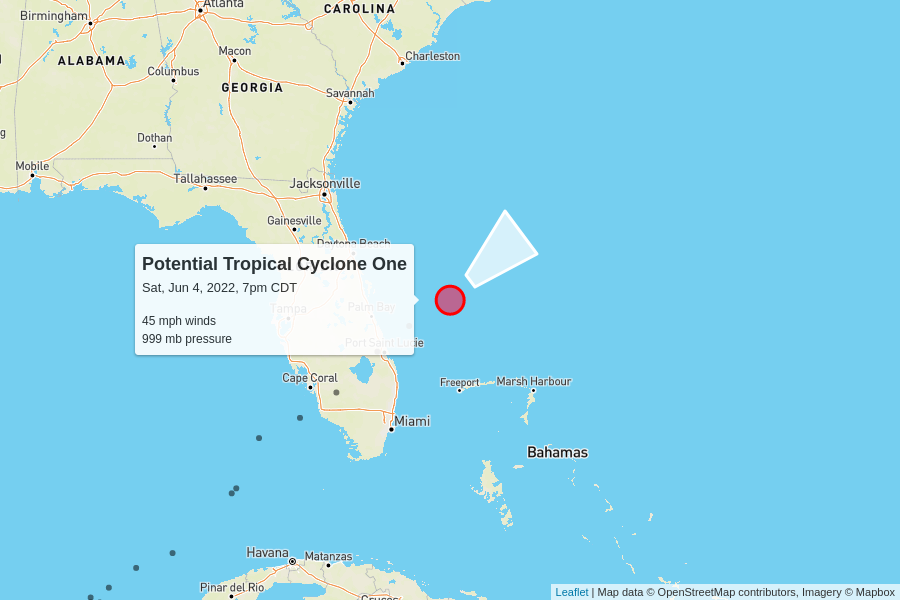 Atlanta
CAROLINA
Birmingham
Macon
Charleston
ALABAMA
Columbus
GEORGIA
Savannah
g
Dothan
Mobile
Tallahassee
Jacksonville
Gainesville
Daytona Beach
Potential Tropical Cyclone One
Sat, Jun 4, 2022, 7pm CDT
Tampa
Palm Bay
45 mph winds
999 mb pressure
Port Saint Lucie
Cape Coral
Freeport
Marsh Harbour
Miami
Bahamas
Havana
Matanzas
Pinar del Rio
Cruces
Leaflet | Map data © OpenStreetMap contributors, Imagery © Mapbox